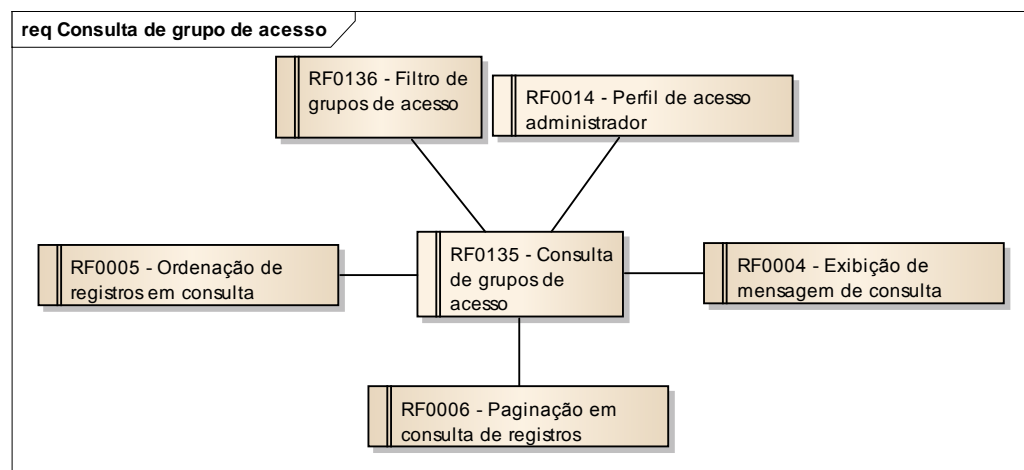 req Consulta de grupo de acesso
RF0136 - Filtro de
grupos de acesso
RF0014 - Perfil de acesso
administrador
RF0005 - Ordenação de
registros em consulta
RF0135 - Consulta
de grupos de
acesso
RF0004 - Exibição de
mensagem de consulta
RF0006 - Paginação em
consulta de registros